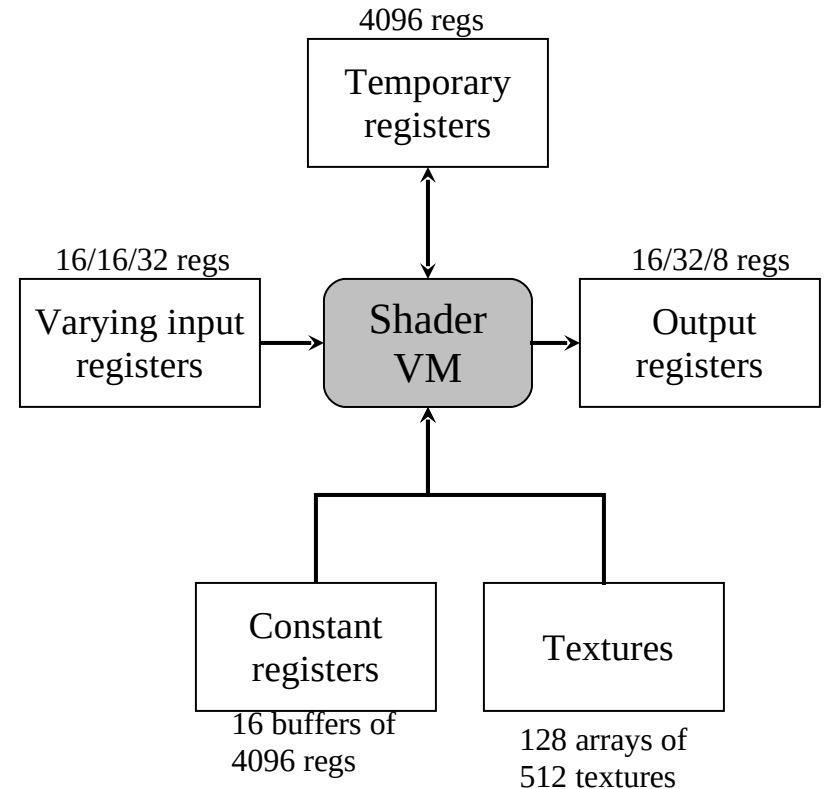 4096 regs
Temporary
registers
16/16/32 regs
Varying input
registers
Shader
VM
16/32/8 regs
Output
registers
Constant
registers
16 buffers of
4096 regs
Textures
128 arrays of
512 textures